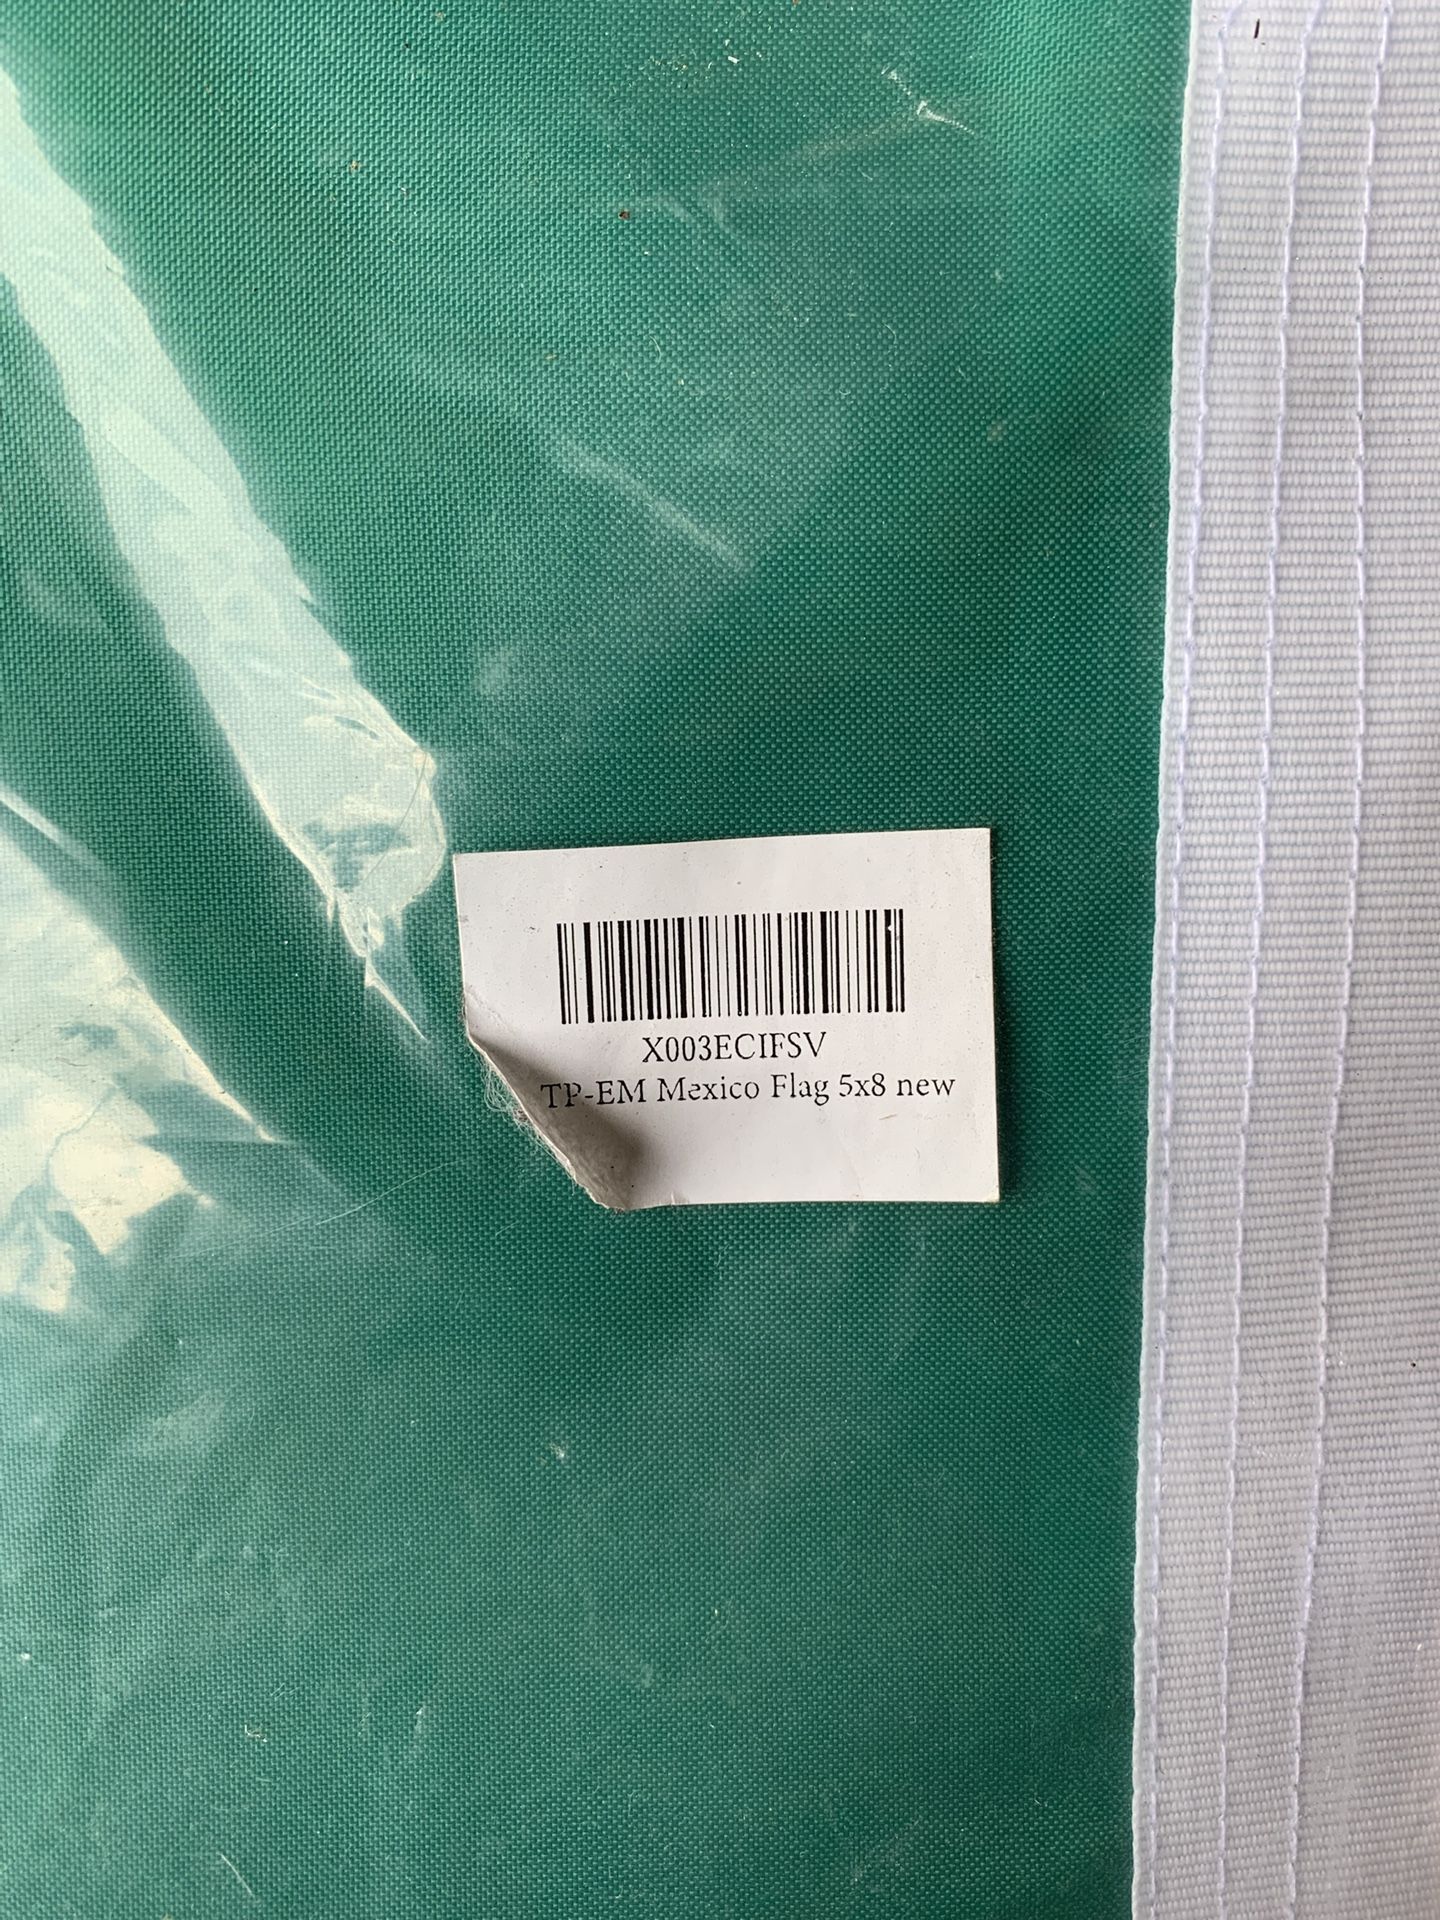 X003ECIFSV
TP-EM Mexico Flag 5x8 new